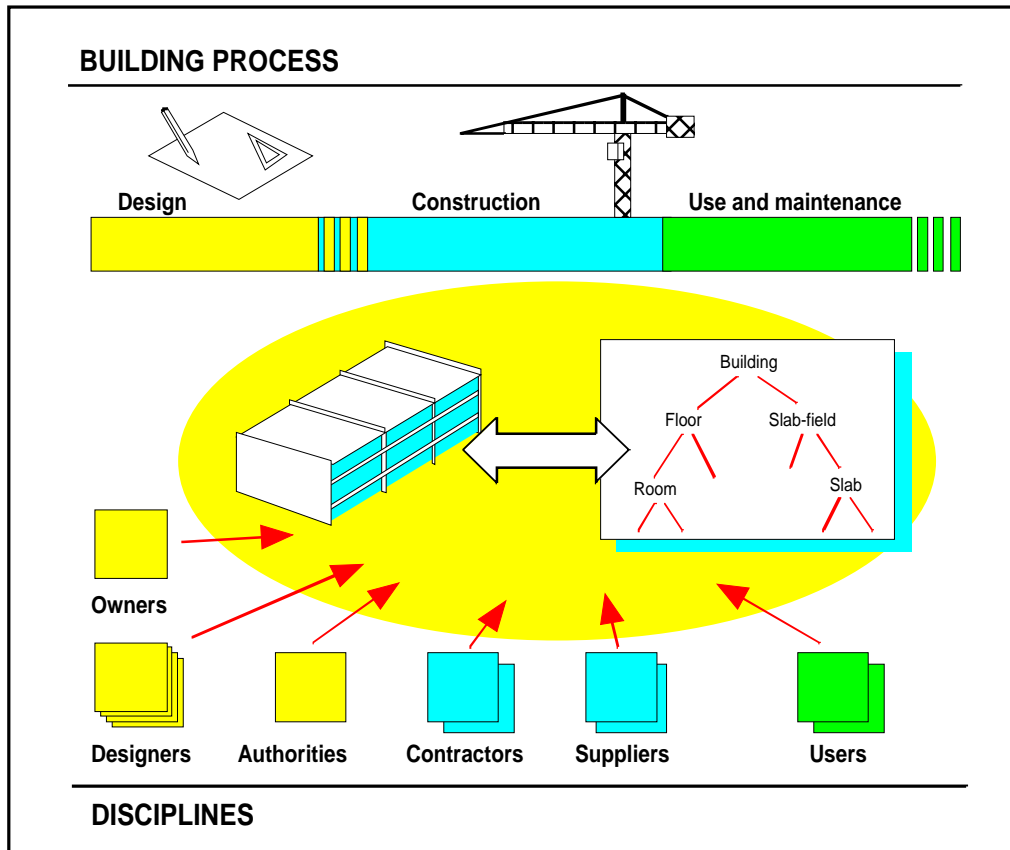 BUILDING PROCESS
Design
Construction
Use and maintenance
Building
Floor
Slab-field
Room
Slab
Owners
Designers
Authorities
Contractors
Suppliers
Users
DISCIPLINES